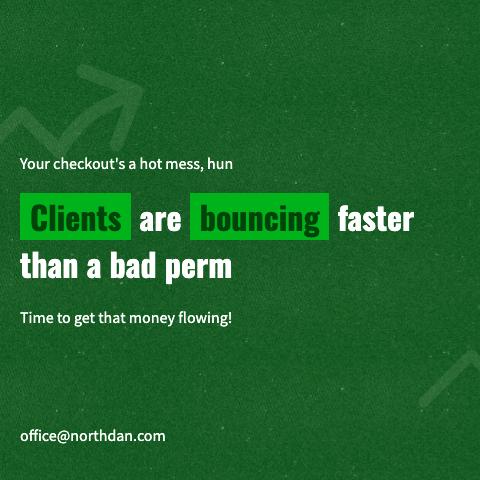 Your checkout's a hot mess, hun
Clients are bouncing faster
than a bad perm
Time to get that money flowing!
office@northdan.com